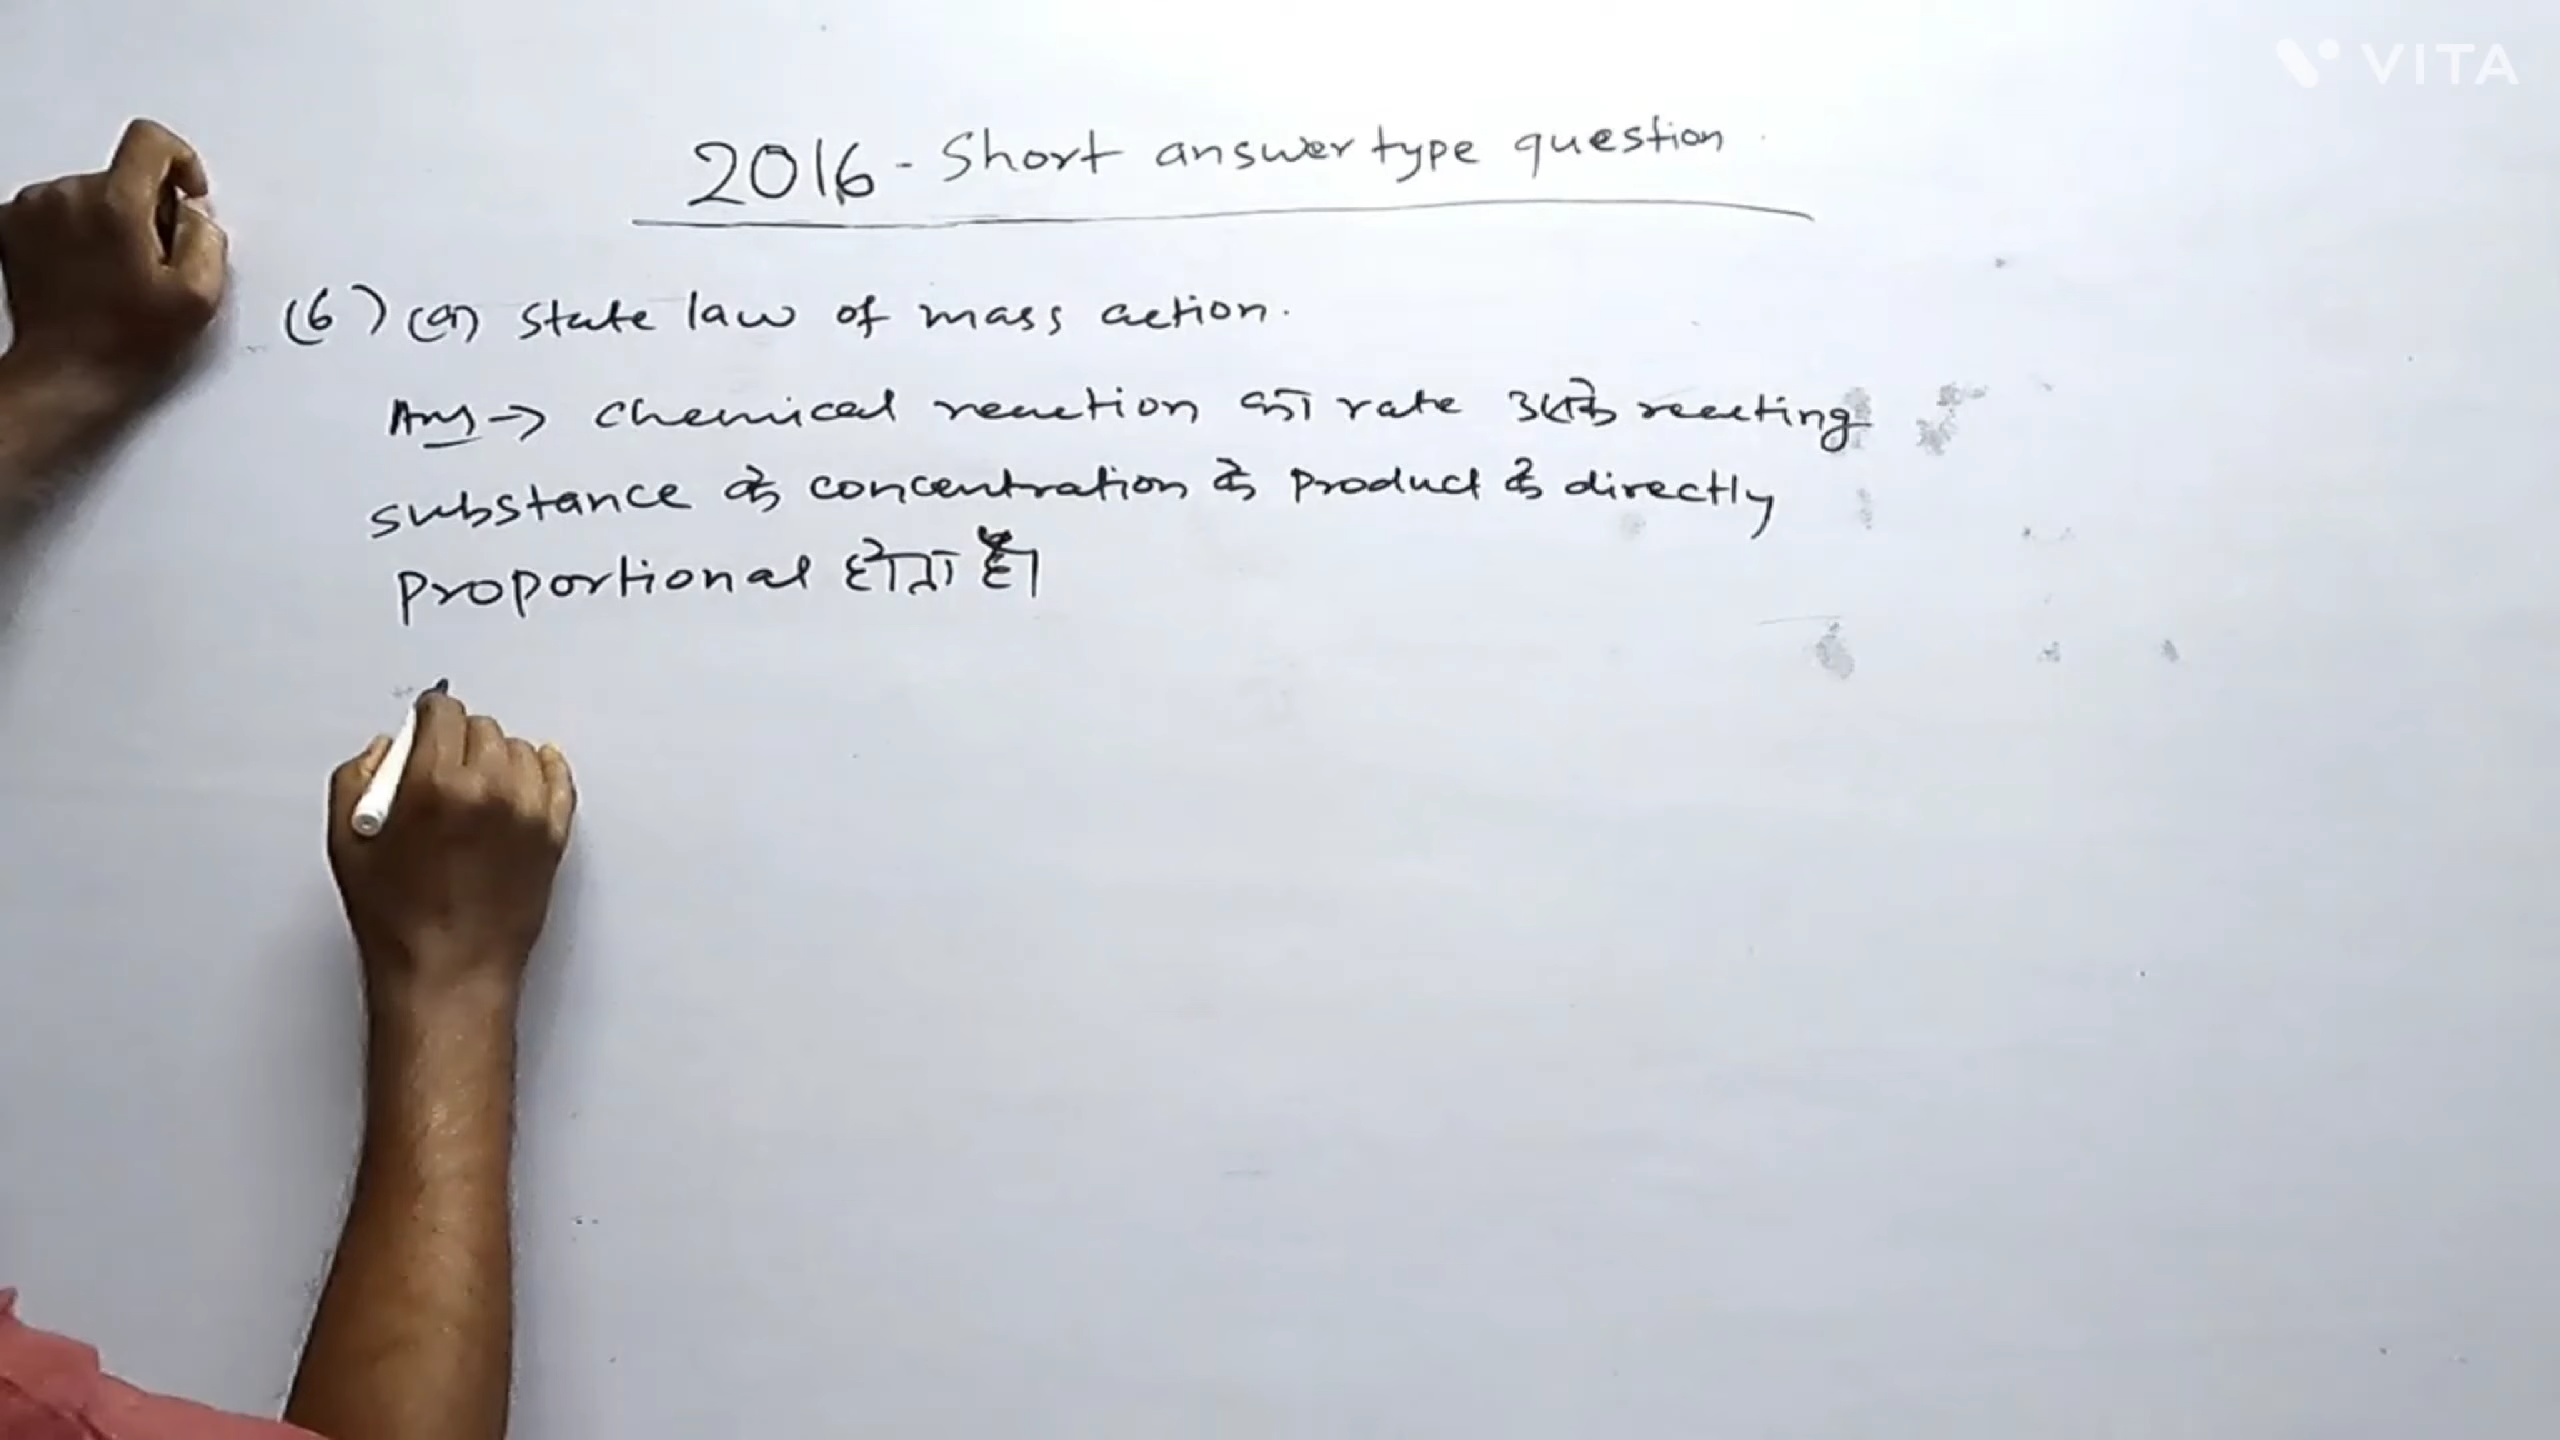 VITA
2016 - Short answer type question
(6) (a) State law of mass action.
Ans → chemical reaction का rate उसके reacting
substance के concentration के product के directly
proportional होता है।